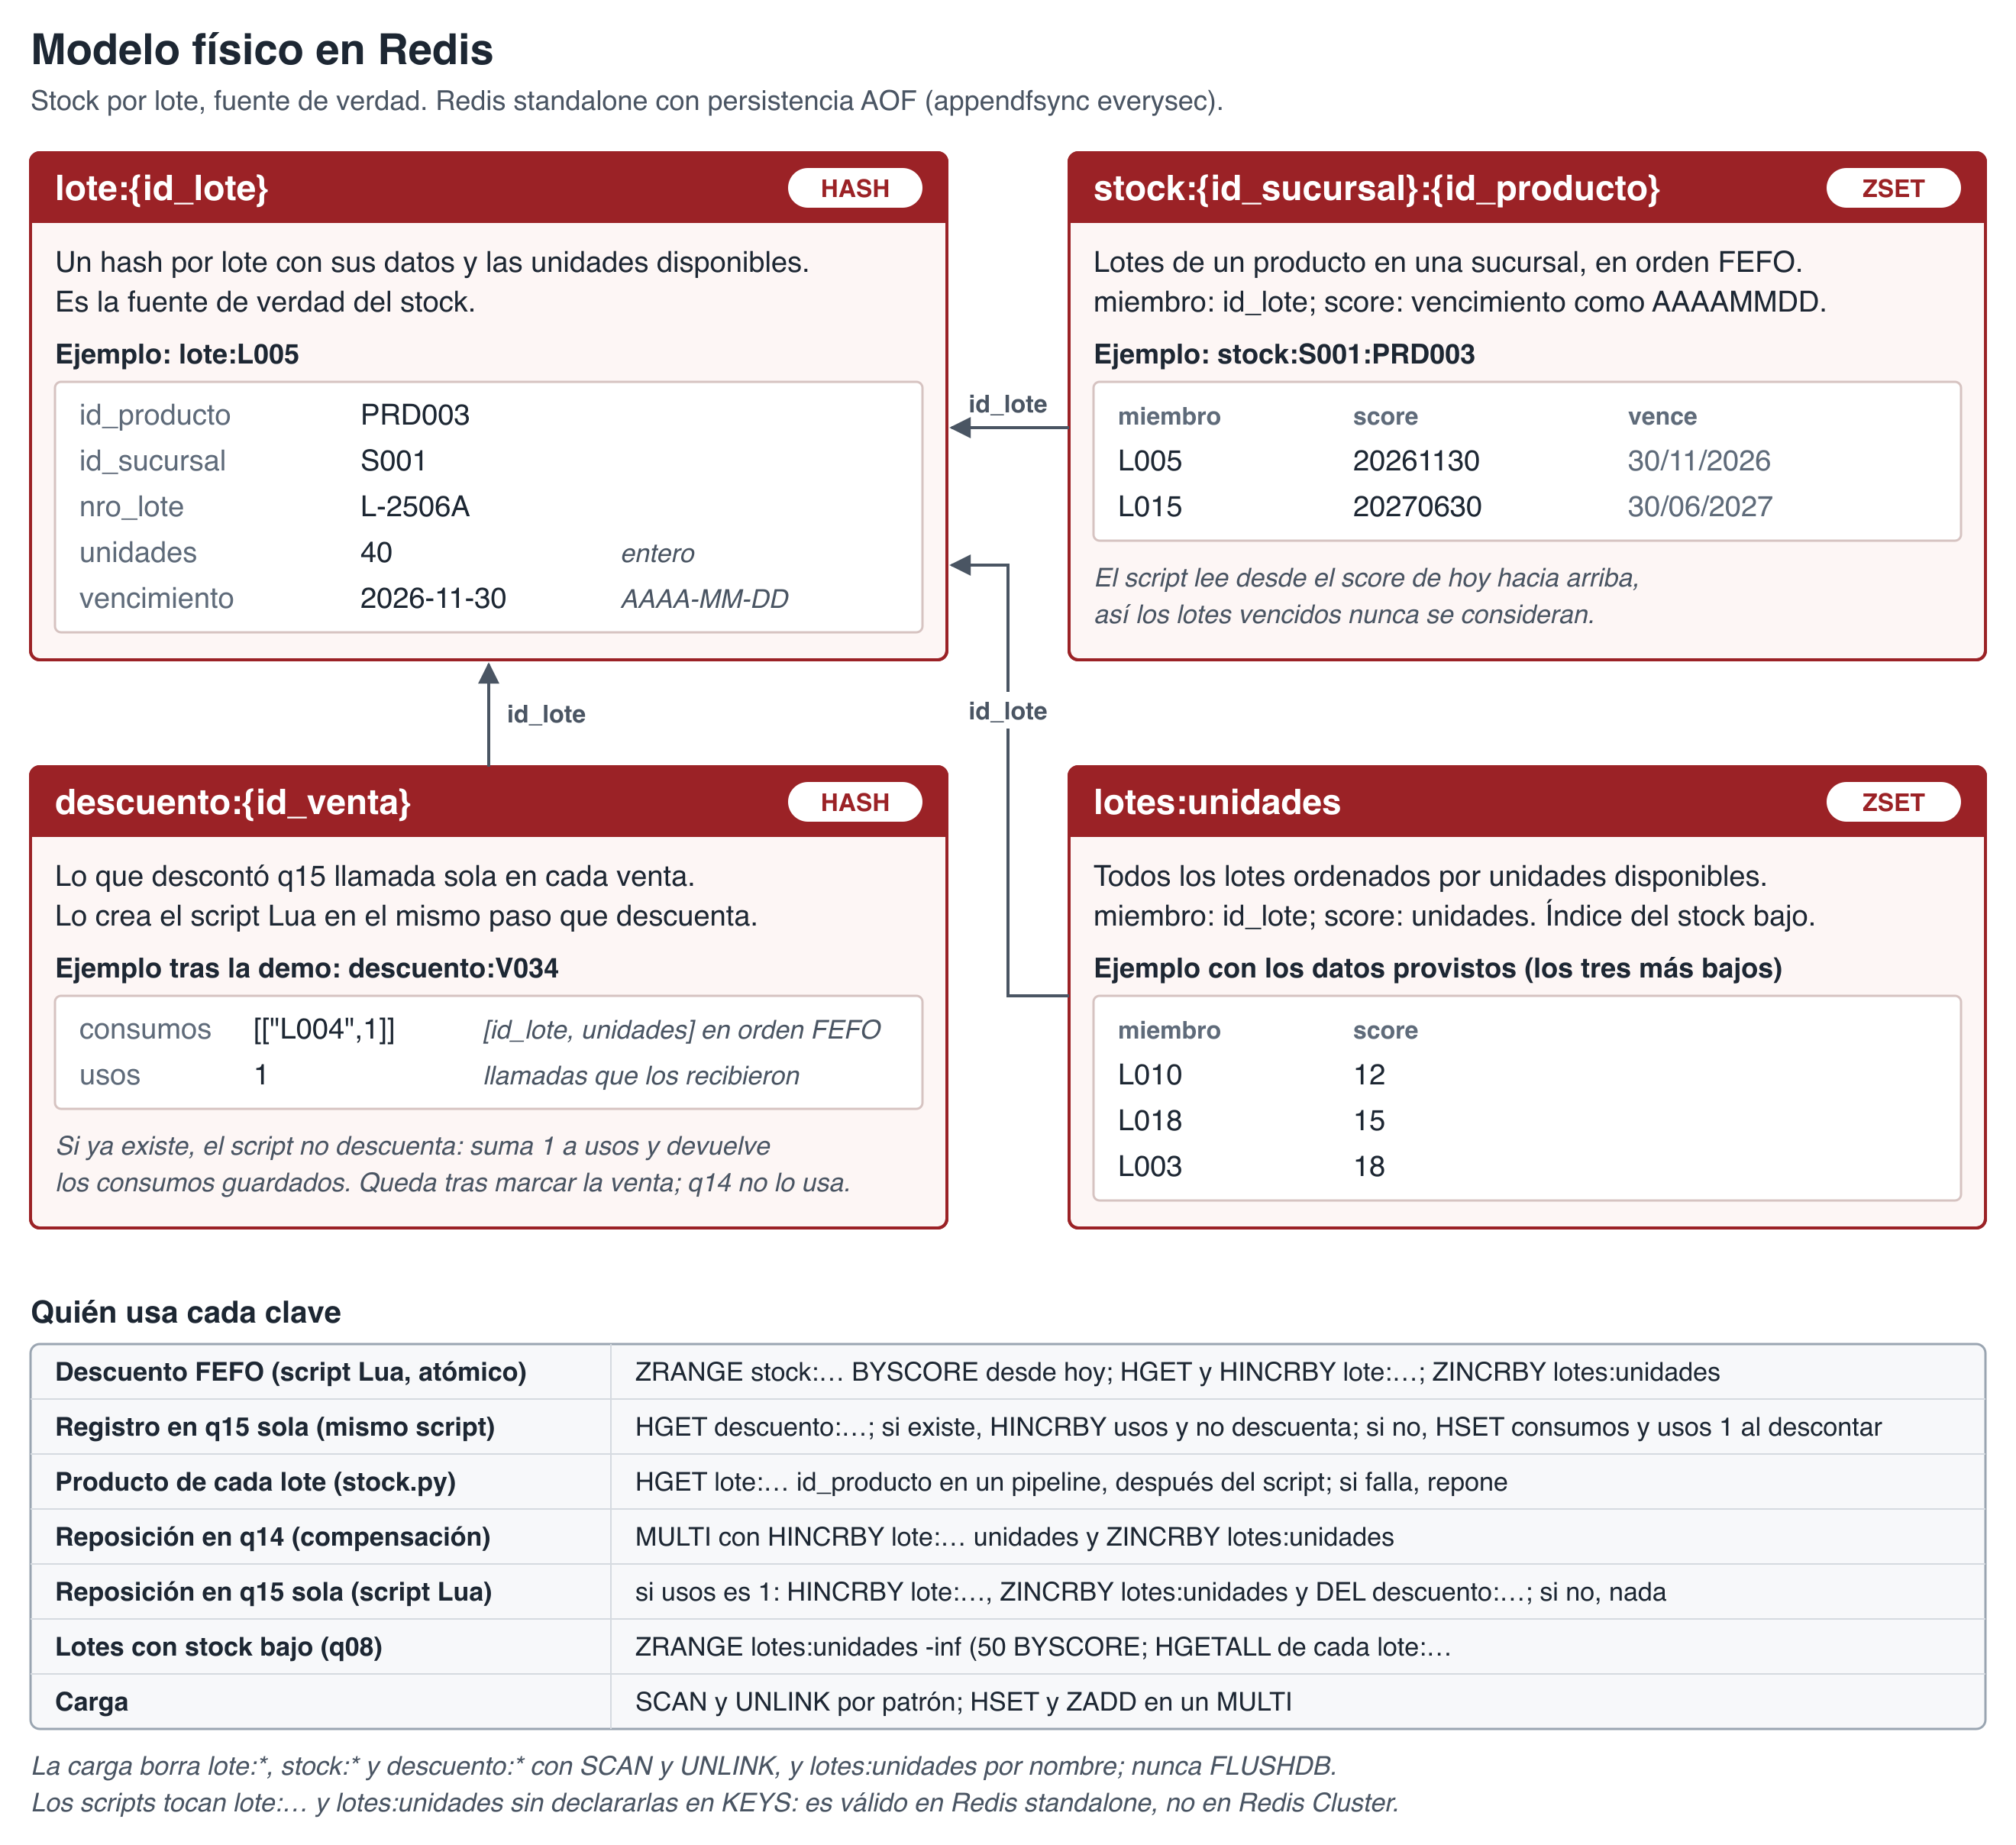 Modelo físico en Redis
Stock por lote, fuente de verdad. Redis standalone con persistencia AOF (appendfsync everysec).
lote:{id_lote} HASH
Un hash por lote con sus datos y las unidades disponibles.
Es la fuente de verdad del stock.
Ejemplo: lote:L005
id_producto PRD003
id_sucursal S001
nro_lote L-2506A
unidades 40 entero
vencimiento 2026-11-30 AAAA-MM-DD
id_lote
stock:{id_sucursal}:{id_producto} ZSET
Lotes de un producto en una sucursal, en orden FEFO.
miembro: id_lote; score: vencimiento como AAAAMMDD.
Ejemplo: stock:S001:PRD003
miembro score vence
L005 20261130 30/11/2026
L015 20270630 30/06/2027
El script lee desde el score de hoy hacia arriba,
así los lotes vencidos nunca se consideran.
id_lote
id_lote
descuento:{id_venta} HASH
Lo que descontó q15 llamada sola en cada venta.
Lo crea el script Lua en el mismo paso que descuenta.
Ejemplo tras la demo: descuento:V034
consumos [["L004",1]] [id_lote, unidades] en orden FEFO
usos 1 llamadas que los recibieron
Si ya existe, el script no descuenta: suma 1 a usos y devuelve
los consumos guardados. Queda tras marcar la venta; q14 no lo usa.
lotes:unidades ZSET
Todos los lotes ordenados por unidades disponibles.
miembro: id_lote; score: unidades. Índice del stock bajo.
Ejemplo con los datos provistos (los tres más bajos)
miembro score
L010 12
L018 15
L003 18
Quién usa cada clave
Descuento FEFO (script Lua, atómico) ZRANGE stock:… BYSCORE desde hoy; HGET y HINCRBY lote:…; ZINCRBY lotes:unidades
Registro en q15 sola (mismo script) HGET descuento:…; si existe, HINCRBY usos y no descuenta; si no, HSET consumos y usos 1 al descontar
Producto de cada lote (stock.py) HGET lote:… id_producto en un pipeline, después del script; si falla, repone
Reposición en q14 (compensación) MULTI con HINCRBY lote:… unidades y ZINCRBY lotes:unidades
Reposición en q15 sola (script Lua) si usos es 1: HINCRBY lote:…, ZINCRBY lotes:unidades y DEL descuento:…; si no, nada
Lotes con stock bajo (q08) ZRANGE lotes:unidades -inf (50 BYSCORE; HGETALL de cada lote:…
Carga SCAN y UNLINK por patrón; HSET y ZADD en un MULTI
La carga borra lote:*, stock:* y descuento:* con SCAN y UNLINK, y lotes:unidades por nombre; nunca FLUSHDB.
Los scripts tocan lote:… y lotes:unidades sin declararlas en KEYS: es válido en Redis standalone, no en Redis Cluster.